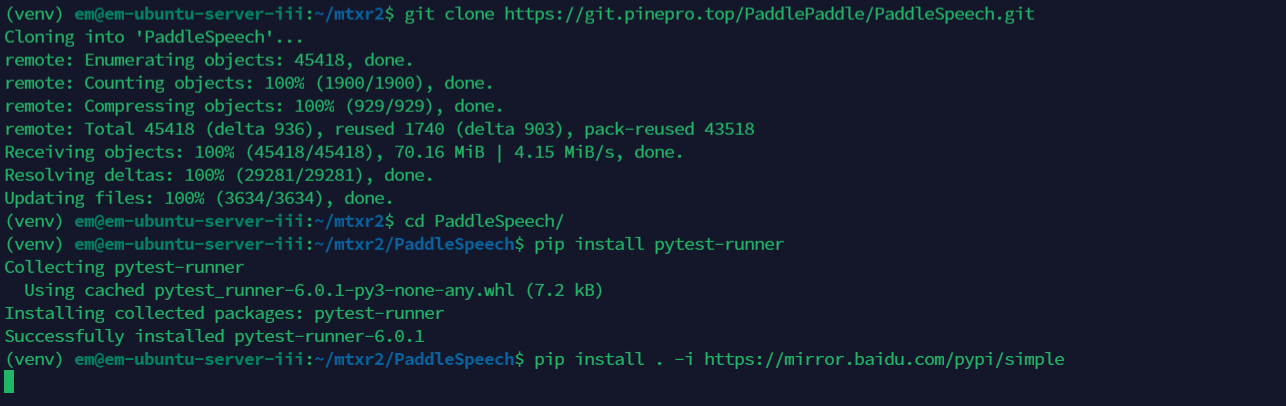 (venv) em@em-ubuntu-server-iii:~/mtxr2$ git clone https://git.pinepro.top/PaddlePaddle/PaddleSpeech.git
Cloning into 'PaddleSpeech'...
remote: Enumerating objects: 45418, done.
remote: Counting objects: 100% (1900/1900), done.
remote: Compressing objects: 100% (929/929), done.
remote: Total 45418 (delta 936), reused 1740 (delta 903), pack-reused 43518
Receiving objects: 100% (45418/45418), 70.16 MiB | 4.15 MiB/s, done.
Resolving deltas: 100% (29281/29281), done.
Updating files: 100% (3634/3634), done.
(venv) em@em-ubuntu-server-iii:~/mtxr2$ cd PaddleSpeech/
(venv) em@em-ubuntu-server-iii:~/mtxr2/PaddleSpeech$ pip install pytest-runner
Collecting pytest-runner
  Using cached pytest_runner-6.0.1-py3-none-any.whl (7.2 kB)
Installing collected packages: pytest-runner
Successfully installed pytest-runner-6.0.1
(venv) em@em-ubuntu-server-iii:~/mtxr2/PaddleSpeech$ pip install . -i https://mirror.baidu.com/pypi/simple